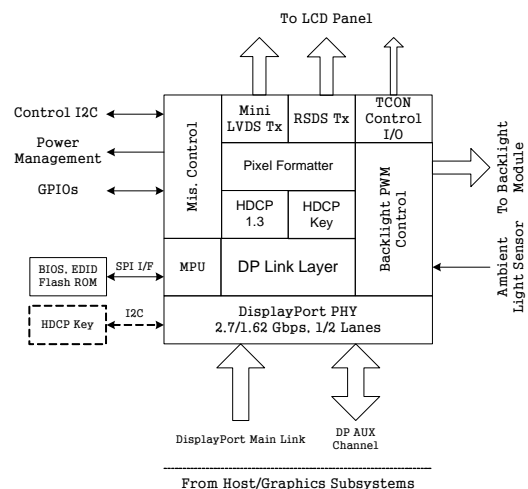 To LCD Panel
Control I2C
Power
Management
GPIOs
Mis. Control
Mini
LVDS Tx
RSDS Tx
TCON
Control
I/O
Pixel Formatter
HDCP
1.3
HDCP
Key
Backlight PWM
Control
To Backlight
Module
Ambient
Light Sensor
BIOS, EDID
Flash ROM
SPI I/F
MPU
DP Link Layer
HDCP Key
I2C
DisplayPort PHY
2.7/1.62 Gbps, 1/2 Lanes
DisplayPort Main Link
DP AUX
Channel
From Host/Graphics Subsystems